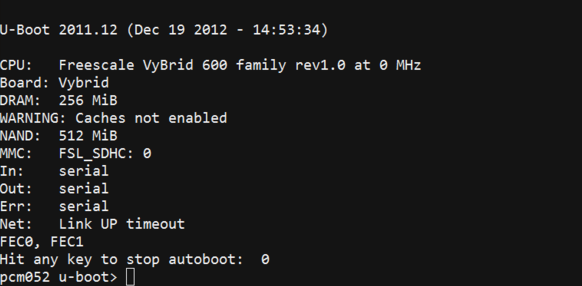 U-Boot 2011.12 (Dec 19 2012 - 14:53:34)
CPU:   Freescale VyBrid 600 family rev1.0 at 0 MHz
Board: Vybrid
DRAM:  256 MiB
WARNING: Caches not enabled
NAND:  512 MiB
MMC:   FSL_SDHC: 0
In:    serial
Out:   serial
Err:   serial
Net:   Link UP timeout
FEC0, FEC1
Hit any key to stop autoboot:  0
pcm052 u-boot>